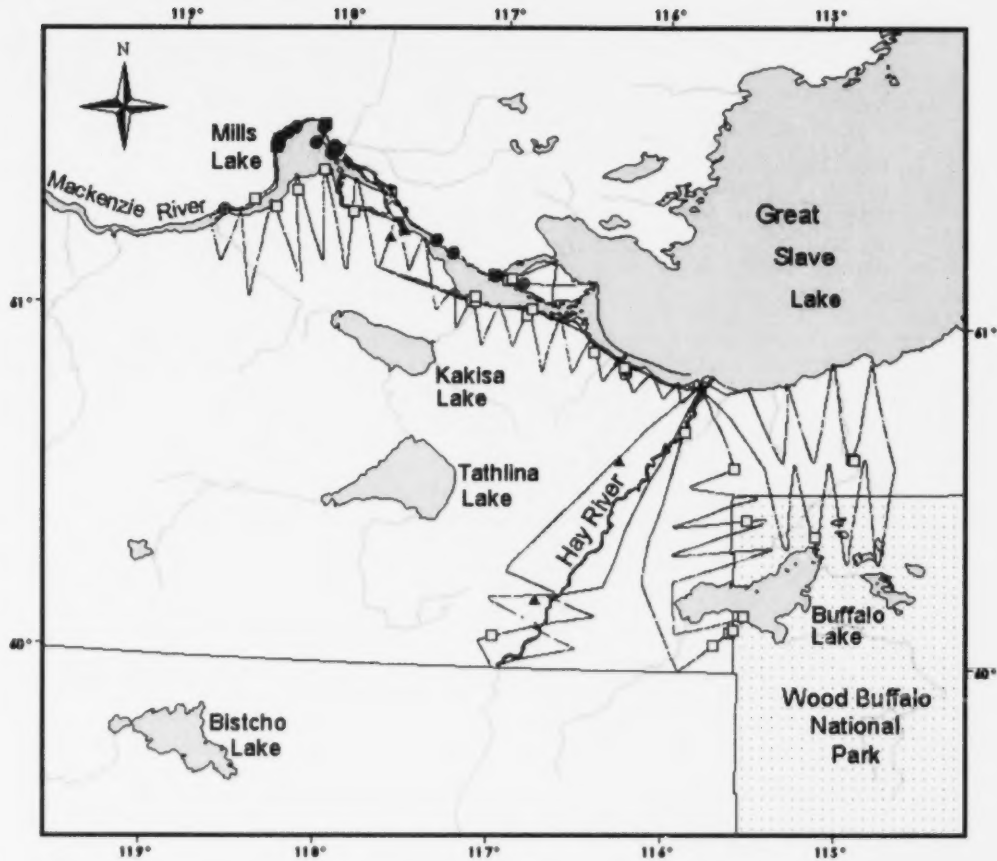 119° 118° 117° 116° 115°
N
Mills
Lake
Mackenzie River
Great
Slave
Lake
61°
61°
Kakisa
Lake
Tathlina
Lake
Hay River
60°
Buffalo
Lake
60°
Wood Buffalo
National
Park
Bistcho
Lake
119° 118° 117° 116° 115°